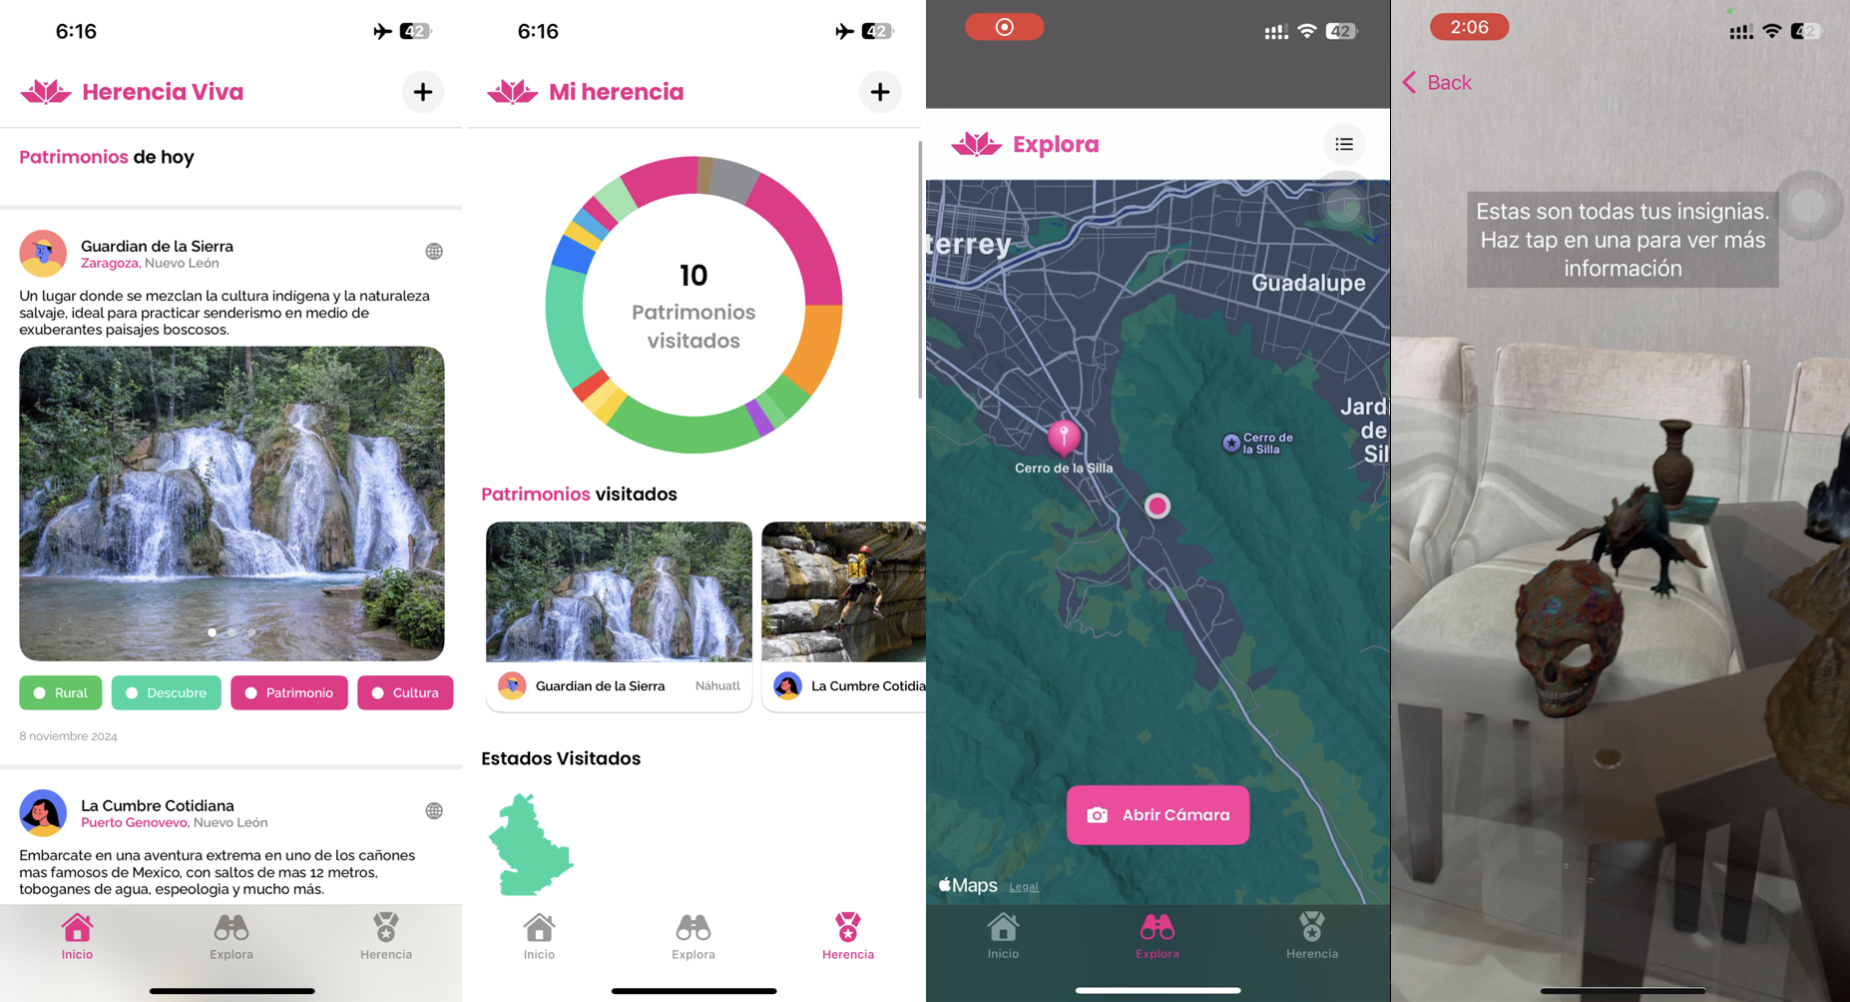 6:16
42
Herencia Viva
Patrimonios de hoy
Guardian de la Sierra
Zaragoza, Nuevo León
Un lugar donde se mezclan la cultura indígena y la naturaleza
salvaje, ideal para practicar senderismo en medio de
exuberantes paisajes boscosos.
Rural
Descubre
Patrimonio
Cultura
8 noviembre 2024
La Cumbre Cotidiana
Puerto Genovevo, Nuevo León
Embarcate en una aventura extrema en uno de los cañones
mas famosos de Mexico, con saltos de mas 12 metros,
toboganes de agua, espeologia y mucho más.
Inicio
Explora
Herencia
6:16
42
Mi herencia
10
Patrimonios
visitados
Patrimonios visitados
Guardian de la Sierra
Náhuatl
La Cumbre Cotidia
Estados Visitados
Inicio
Explora
Herencia
42
Explora
terrey
Guadalupe
Jardi
de
Sil
Cerro de
la Silla
Cerro de la Silla
Abrir Cámara
Maps
Legal
Inicio
Explora
Herencia
2:06
42
Back
Estas son todas tus insignias.
Haz tap en una para ver más
información